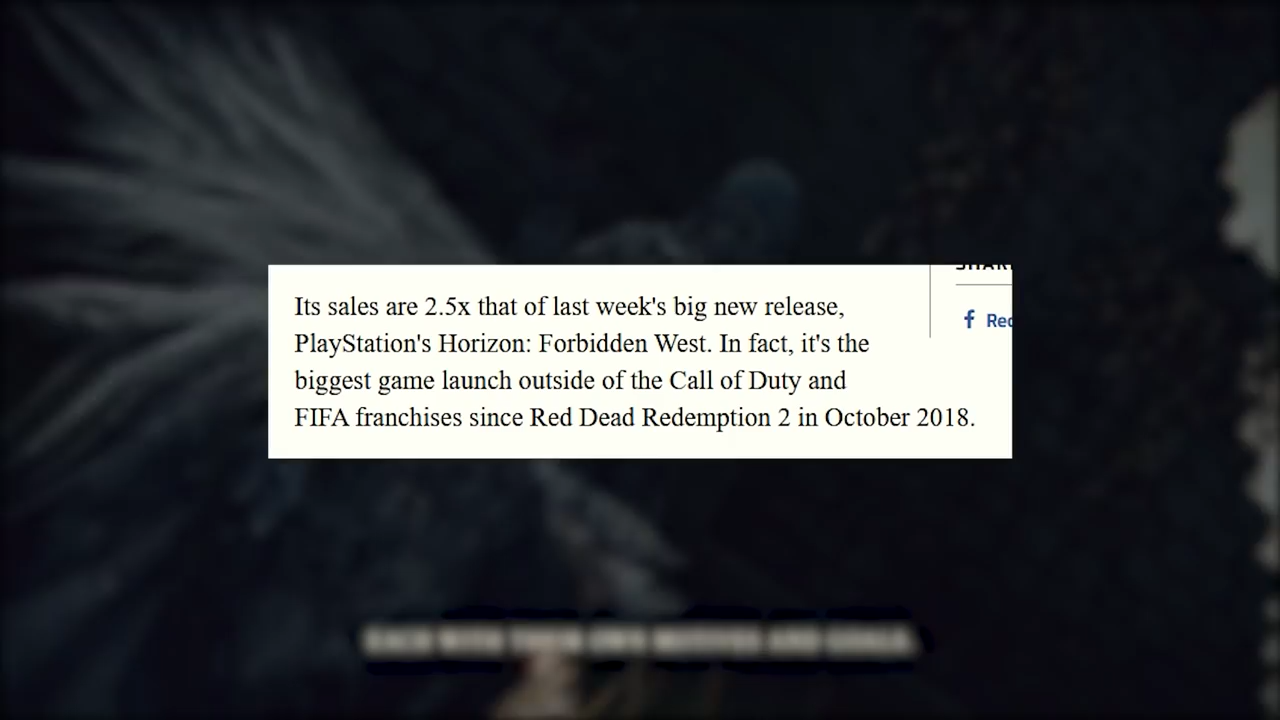 Its sales are 2.5x that of last week's big new release,
PlayStation's Horizon: Forbidden West. In fact, it's the
biggest game launch outside of the Call of Duty and
FIFA franchises since Red Dead Redemption 2 in October 2018.